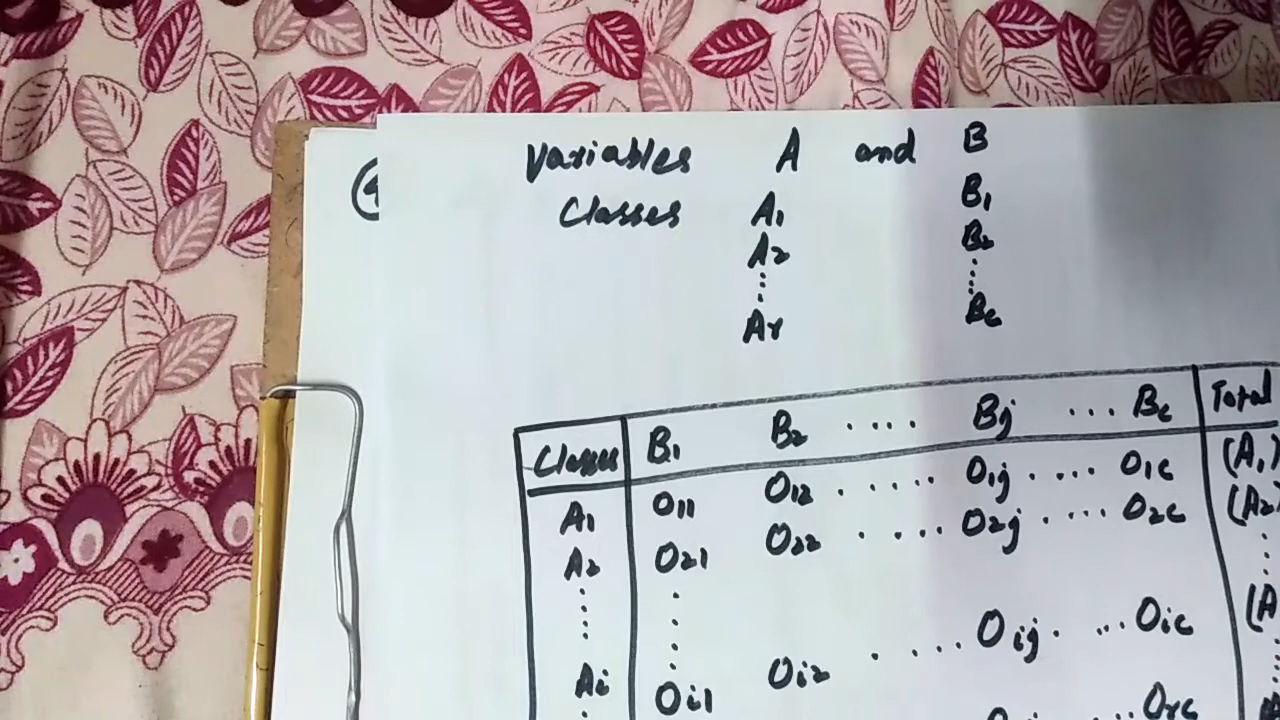 Variables A and B
Classes A1 B1
A2 B2
⋮ ⋮
Ar Bc
Classes B1 B2 .... Bj ... Bc Total
A1 O11 O12 ...... O1j .... O1c (A1)
A2 O21 O22 ..... O2j .... O2c (A2)
⋮ ⋮ ⋮
Ai Oi1 Oi2 ..... Oij. ... Oic (A
Orc